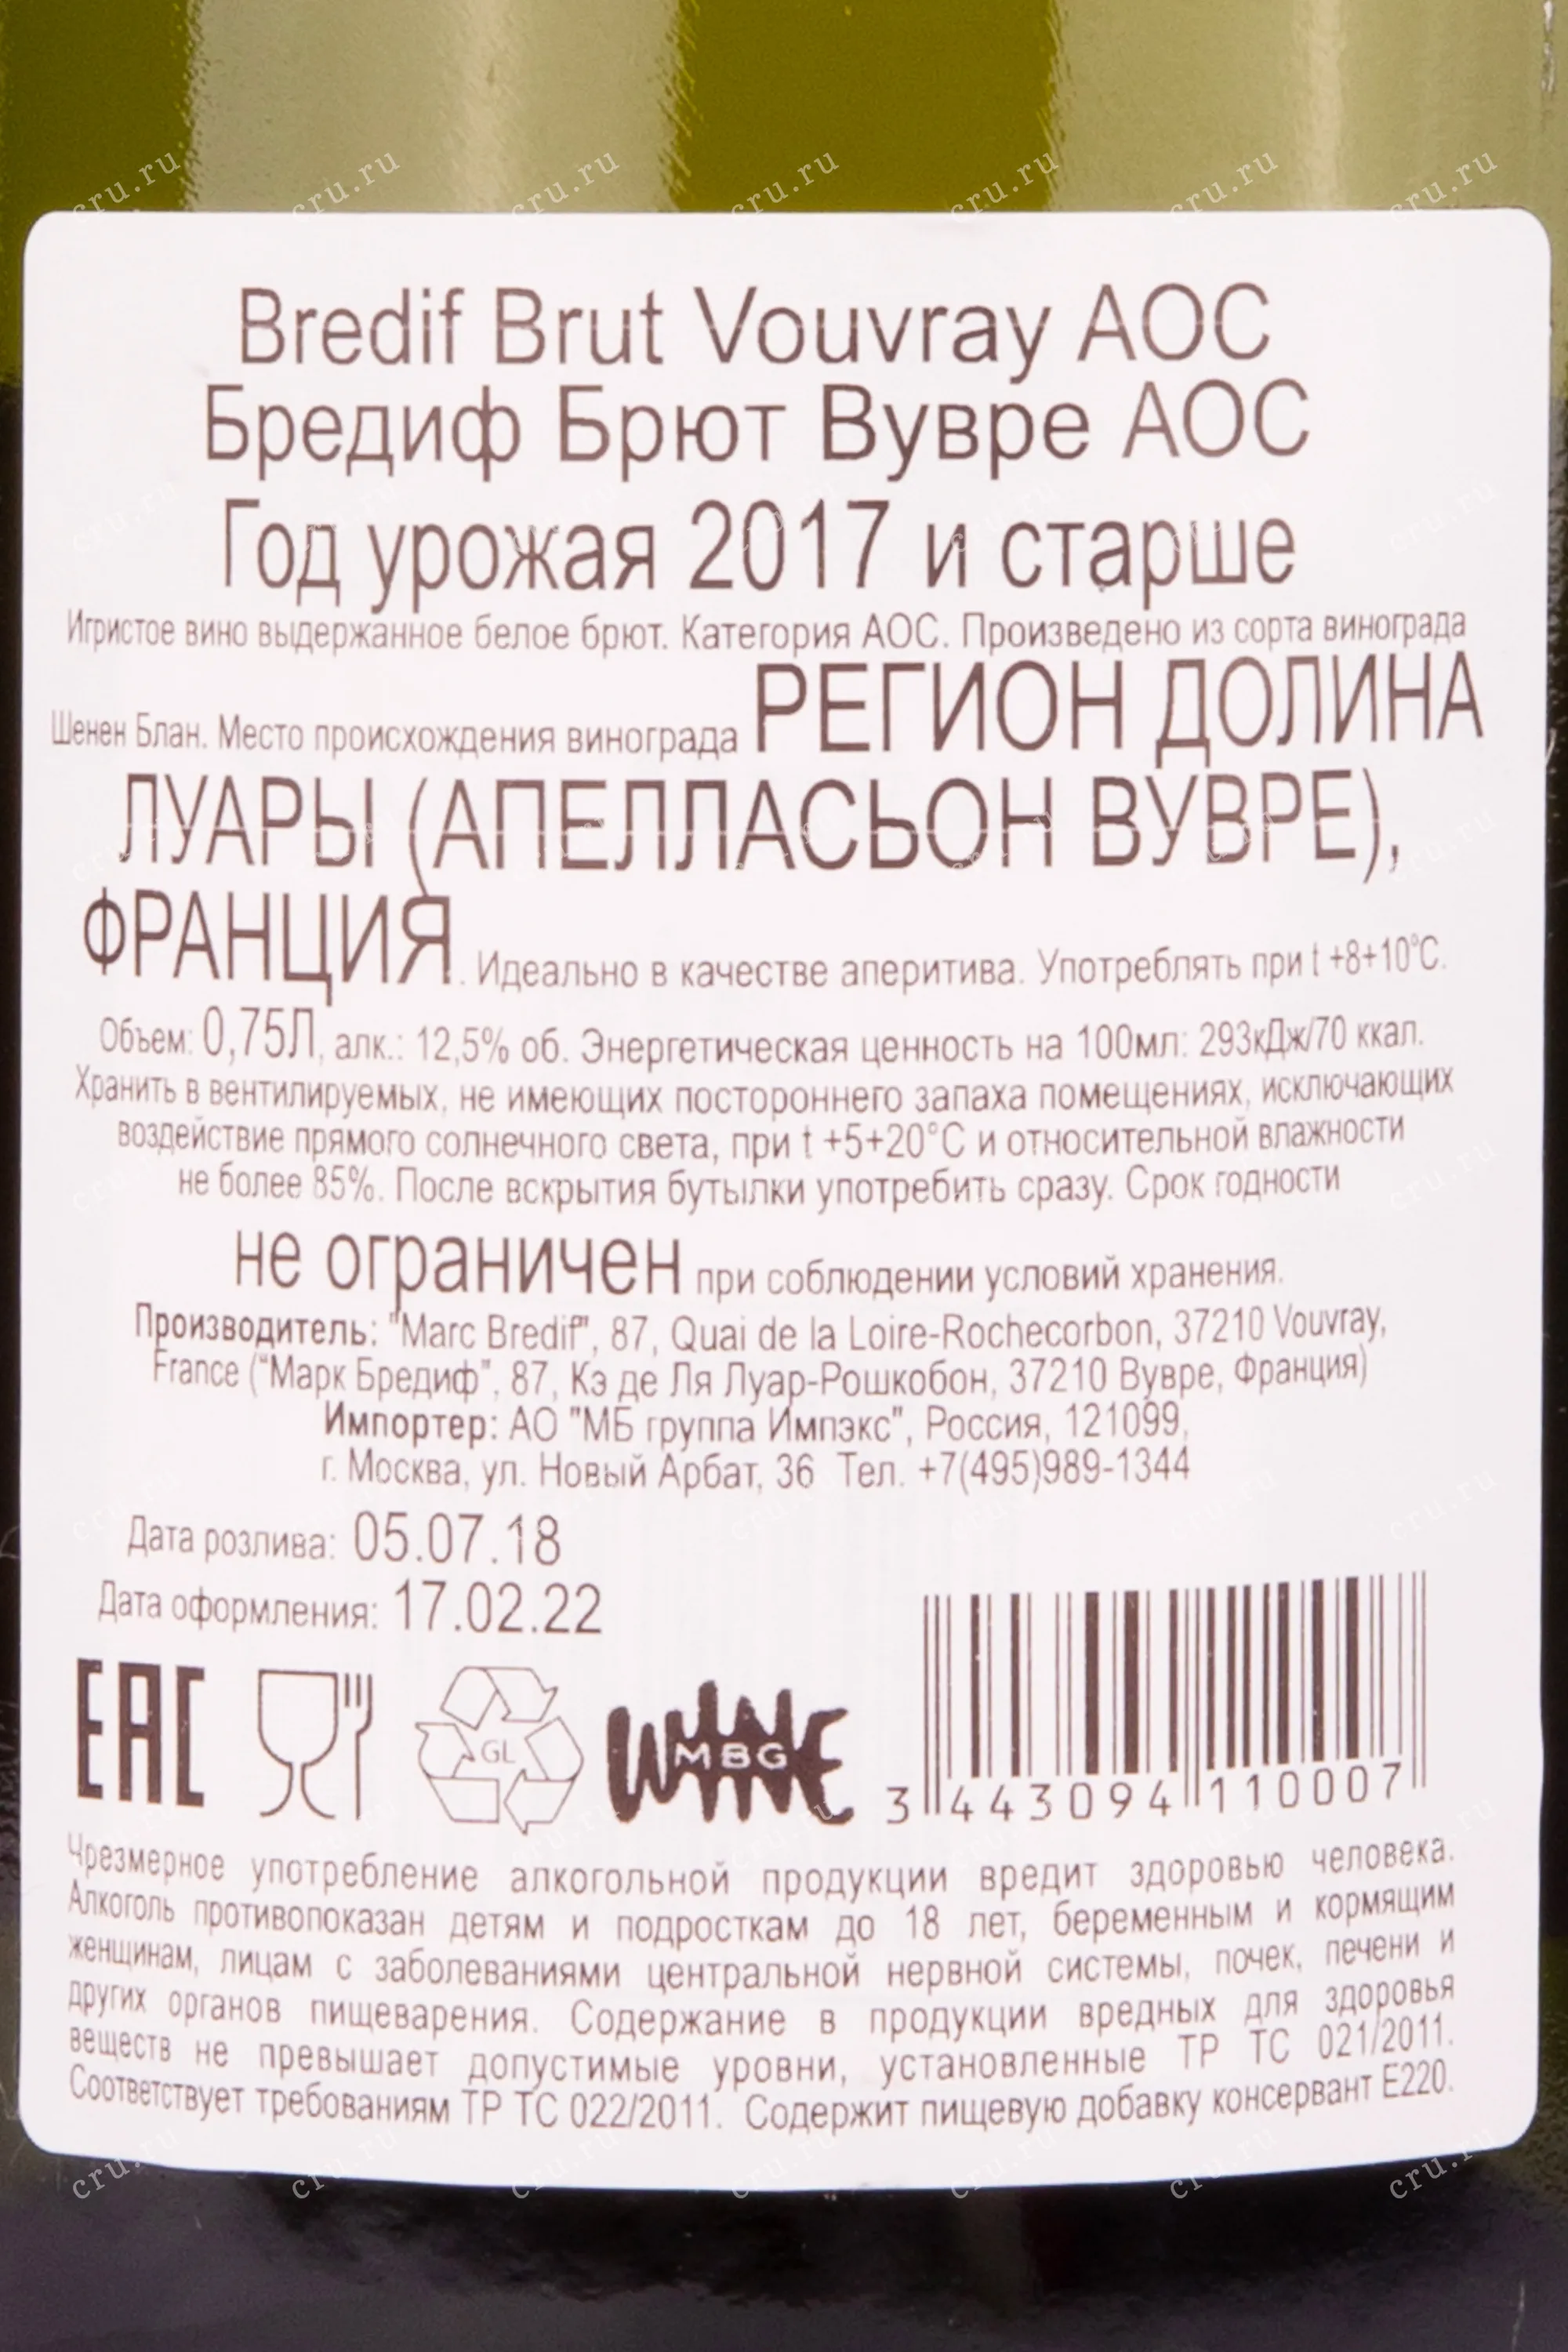 Bredif Brut Vouvray AOC
Бредиф Брют Вувре АОС
Год урожая 2017 и старше
Игристое вино выдержанное белое брют. Категория АОС. Произведено из сорта винограда
Шенен Блан. Место происхождения винограда РЕГИОН ДОЛИНА
ЛУАРЫ (АПЕЛЛАСЬОН ВУВРЕ),
ФРАНЦИЯ. Идеально в качестве аперитива. Употреблять при t +8+10°C.
Объем: 0,75Л, алк.: 12,5% об. Энергетическая ценность на 100мл: 293кДж/70 ккал.
Хранить в вентилируемых, не имеющих постороннего запаха помещениях, исключающих
воздействие прямого солнечного света, при t +5+20°C и относительной влажности
не более 85%. После вскрытия бутылки употребить сразу. Срок годности
не ограничен при соблюдении условий хранения.
Производитель: "Marc Bredif", 87, Quai de la Loire-Rochecorbon, 37210 Vouvray,
France ("Марк Бредиф", 87, Кэ де Ля Луар-Рошкобон, 37210 Вувре, Франция)
Импортер: АО "МБ группа Импэкс", Россия, 121099,
г. Москва, ул. Новый Арбат, 36 Тел. +7(495)989-1344
Дата розлива: 05.07.18
Дата оформления: 17.02.22
EAC
GL
WINE
MBG
3 443094 110007
Чрезмерное употребление алкогольной продукции вредит здоровью человека.
Алкоголь противопоказан детям и подросткам до 18 лет, беременным и кормящим
женщинам, лицам с заболеваниями центральной нервной системы, почек, печени и
других органов пищеварения. Содержание в продукции вредных для здоровья
веществ не превышает допустимые уровни, установленные ТР ТС 021/2011.
Соответствует требованиям ТР ТС 022/2011. Содержит пищевую добавку консервант Е220.
cru.ru